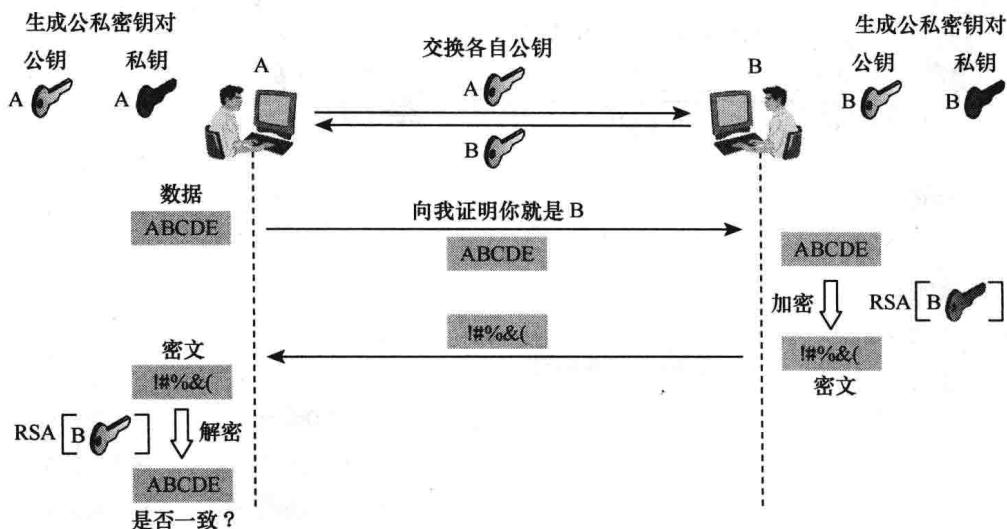 生成公私密钥对
公钥 私钥
A A
A
交换各自公钥
A
B
B
生成公私密钥对
公钥 私钥
B B
数据
ABCDE
向我证明你就是 B
ABCDE
ABCDE
加密 RSA [B ]
!#%&(
!#%&(
密文
密文
!#%&(
RSA [B ] 解密
ABCDE
是否一致？